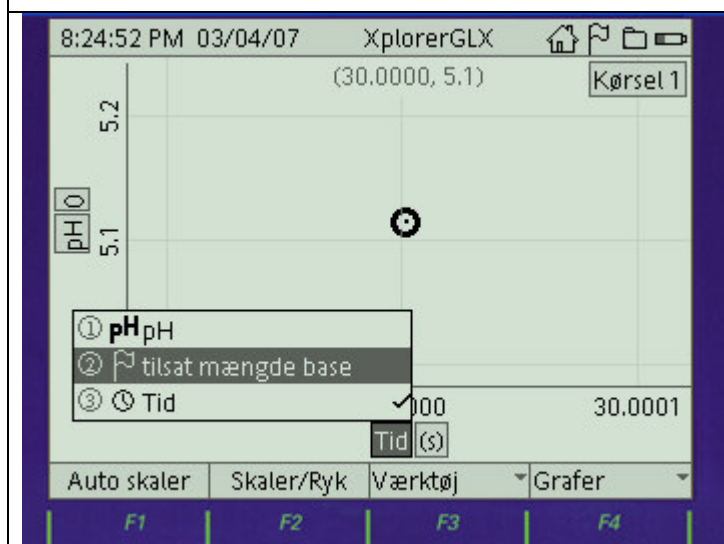 8:24:52 PM 03/04/07 XplorerGLX
(30.0000, 5.1) Kørsel 1
5.2
pH 0
5.1
① pH pH
② tilsat mængde base
③ Tid
000 30.0001
Tid (s)
Auto skaler Skaler/Ryk Værktøj Grafer
F1 F2 F3 F4